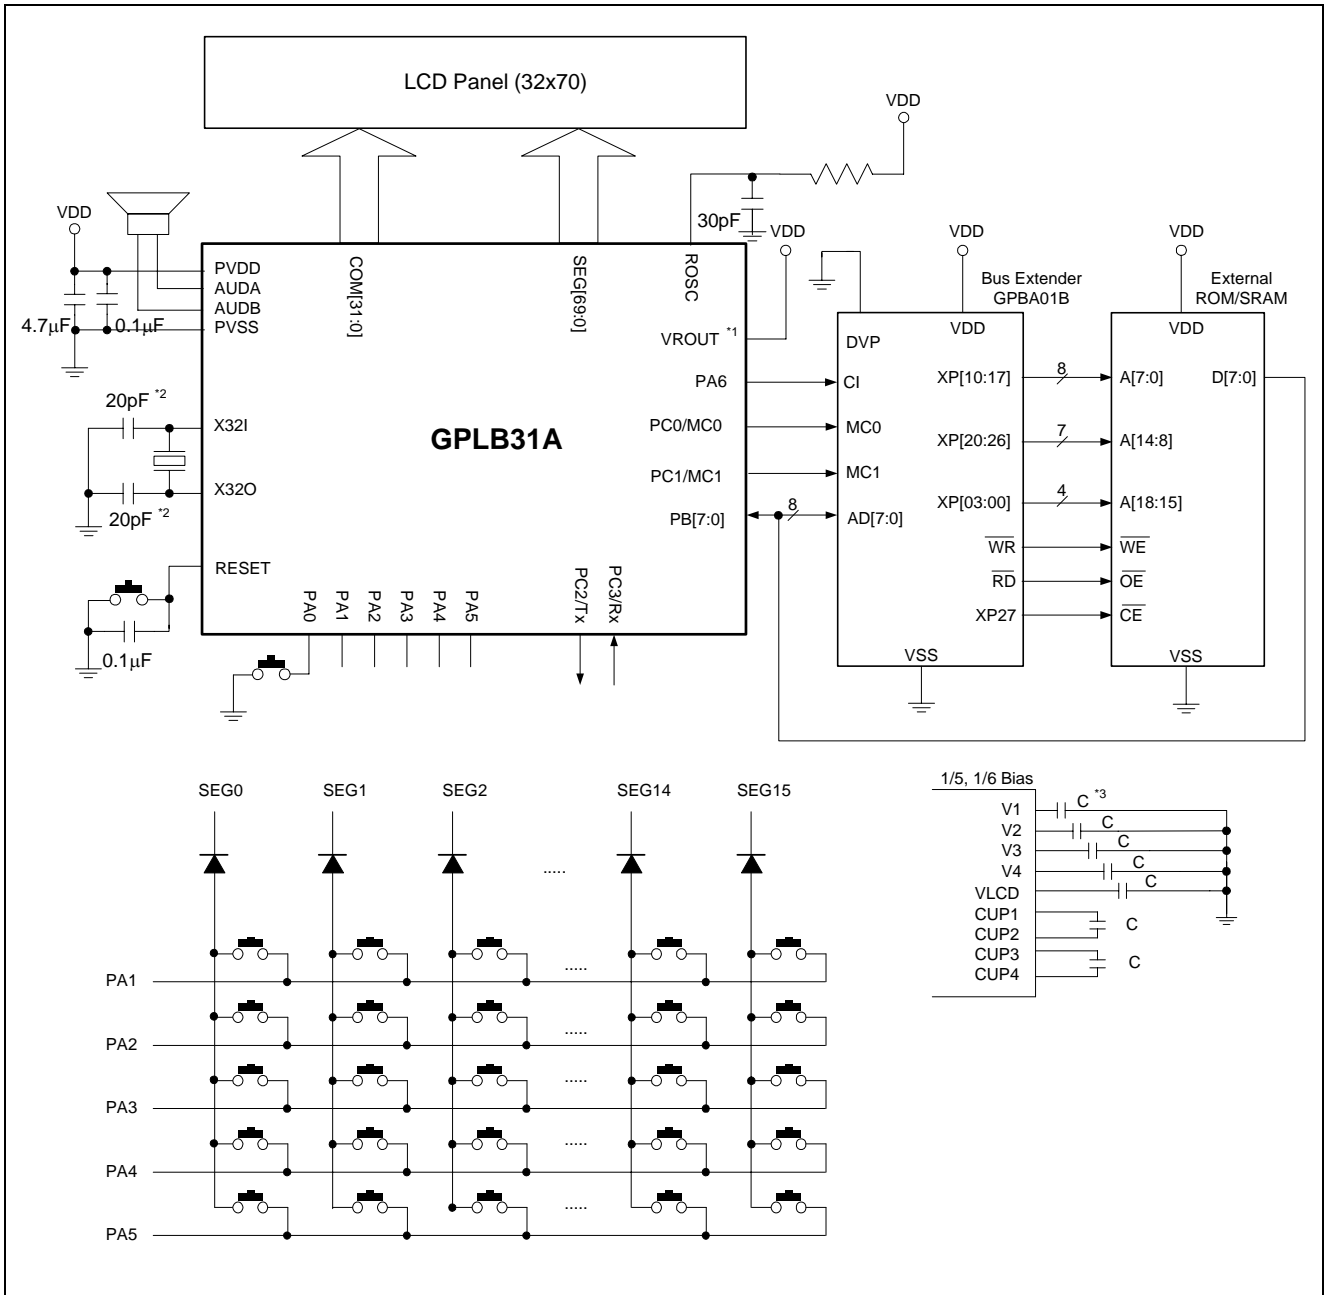 LCD Panel (32x70)
VDD
30pF
VDD
VDD
4.7µF
0.1µF
PVDD
AUDA
AUDB
PVSS
COM[31:0]
SEG[69:0]
ROSC
VROUT *1
PA6
PC0/MC0
PC1/MC1
PB[7:0]
GPLB31A
20pF *2
X32I
X32O
20pF *2
RESET
0.1µF
PA0
PA1
PA2
PA3
PA4
PA5
PC2/Tx
PC3/Rx
8
VDD
Bus Extender
GPBA01B
VDD
DVP
CI
MC0
MC1
AD[7:0]
XP[10:17]
XP[20:26]
XP[03:00]
WR
RD
XP27
VSS
8
7
4
VDD
External
ROM/SRAM
VDD
A[7:0]
D[7:0]
A[14:8]
A[18:15]
WE
OE
CE
VSS
SEG0
SEG1
SEG2
SEG14
SEG15
.....
.....
.....
.....
.....
.....
PA1
PA2
PA3
PA4
PA5
1/5, 1/6 Bias
V1
C *3
V2
C
V3
C
V4
C
VLCD
C
CUP1
CUP2
C
CUP3
CUP4
C